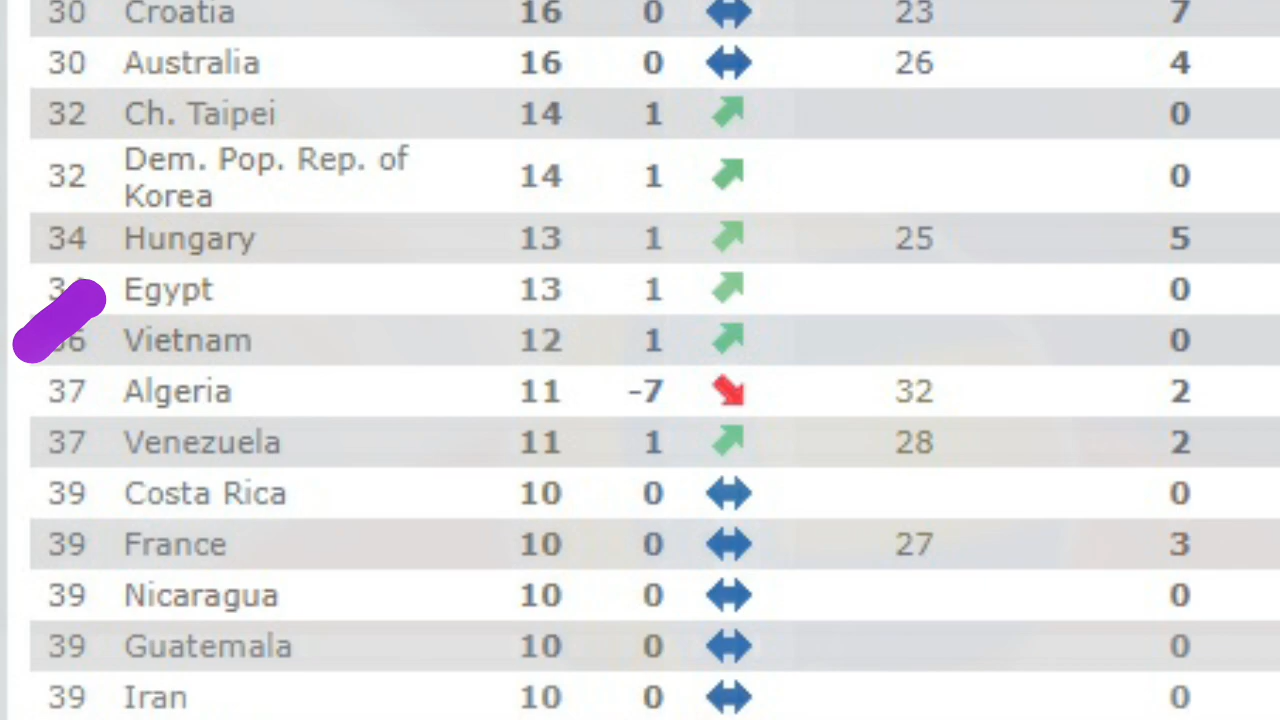 30 Croatia 16 0 23 7
30 Australia 16 0 26 4
32 Ch. Taipei 14 1 0
32 Dem. Pop. Rep. of
Korea 14 1 0
34 Hungary 13 1 25 5
Egypt 13 1 0
Vietnam 12 1 0
37 Algeria 11 -7 32 2
37 Venezuela 11 1 28 2
39 Costa Rica 10 0 0
39 France 10 0 27 3
39 Nicaragua 10 0 0
39 Guatemala 10 0 0
39 Iran 10 0 0